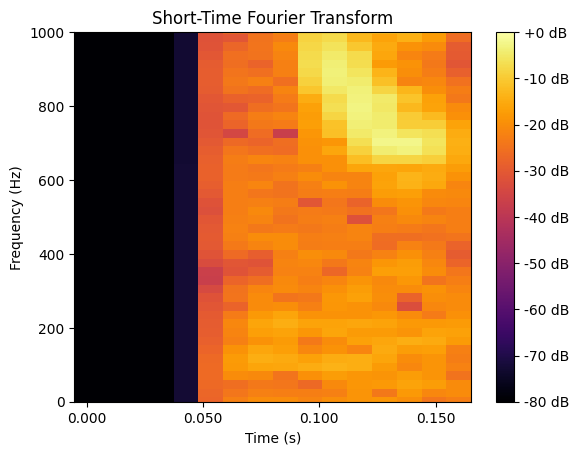 Short-Time Fourier Transform
Frequency (Hz)
1000
800
600
400
200
0
0.000
0.050
0.100
0.150
Time (s)
+0 dB
-10 dB
-20 dB
-30 dB
-40 dB
-50 dB
-60 dB
-70 dB
-80 dB